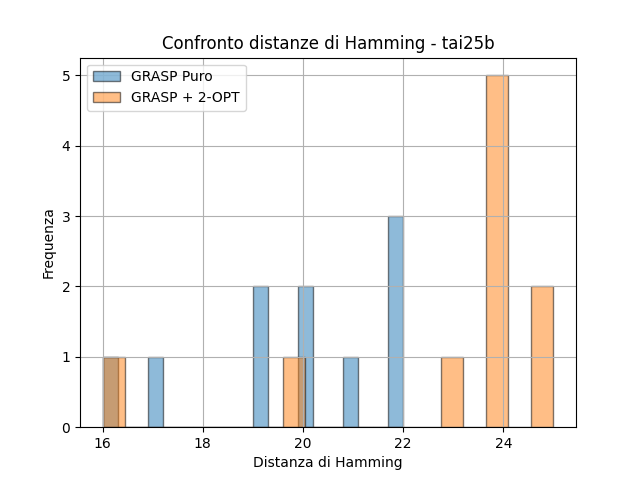 Confronto distanze di Hamming - tai25b
GRASP Puro
GRASP + 2-OPT
Frequenza
5
4
3
2
1
0
16 18 20 22 24
Distanza di Hamming